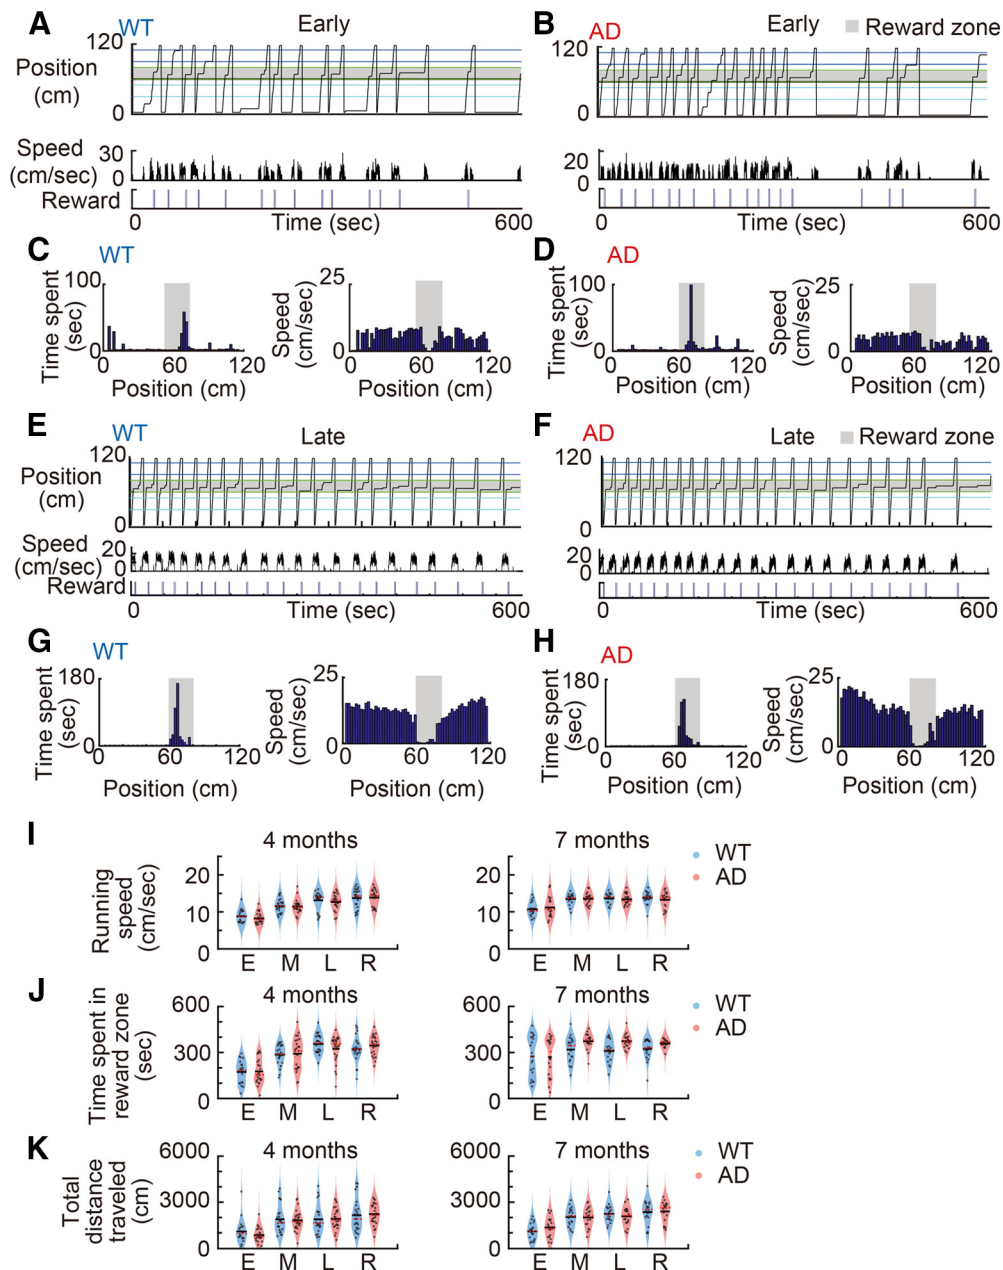 A WT Early
120
Position
(cm)
0
Speed
(cm/sec)
30
0
Reward
0 Time (sec) 600
B AD Early Reward zone
120
0
20
0
0 Time (sec) 600
C WT
Time spent
(sec)
100
0
0 60 120
Position (cm)
Speed
(cm/sec)
25
0
0 60 120
Position (cm)
D AD
Time spent
(sec)
100
0
0 60 120
Position (cm)
Speed
(cm/sec)
25
0
0 60 120
Position (cm)
E WT Late
120
Position
(cm)
0
Speed
(cm/sec)
20
0
Reward
0 Time (sec) 600
F AD Late Reward zone
120
0
20
0
0 Time (sec) 600
G WT
Time spent
(sec)
180
0
0 60 120
Position (cm)
Speed
(cm/sec)
25
0
0 60 120
Position (cm)
H AD
Time spent
(sec)
180
0
0 60 120
Position (cm)
Speed
(cm/sec)
25
0
0 60 120
Position (cm)
I 4 months 7 months
Running
speed
(cm/sec)
20
10
0
E M L R
20
10
0
E M L R
WT
AD
J 4 months 7 months
Time spent in
reward zone
(sec)
600
300
0
E M L R
600
300
0
E M L R
WT
AD
K 4 months 7 months
Total
distance
traveled
(cm)
6000
3000
0
E M L R
6000
3000
0
E M L R
WT
AD